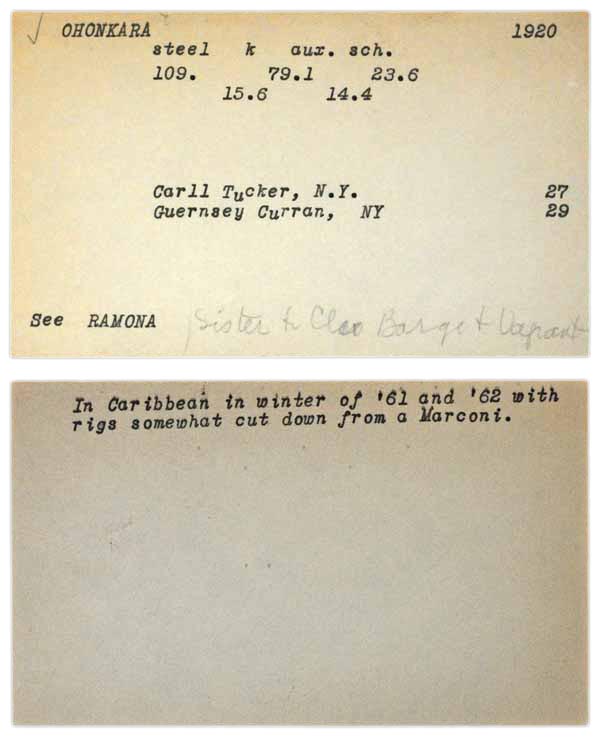 OHONKARA 1920
steel k aux. sch.
109. 79.1 23.6
15.6 14.4
Carll Tucker, N.Y. 27
Guernsey Curran, NY 29
See RAMONA Sister to
In Caribbean in winter of '61 and '62 with
rigs somewhat cut down from a Marconi.